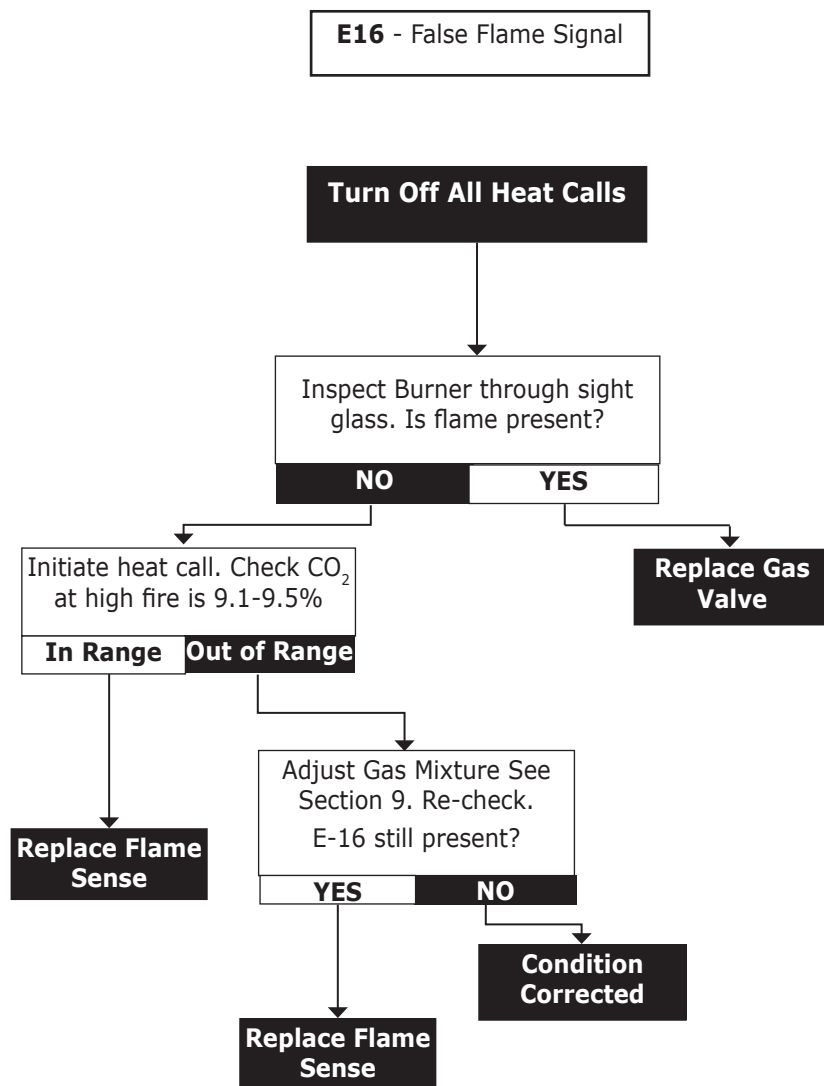 E16 - False Flame Signal
Turn Off All Heat Calls
Inspect Burner through sight
glass. Is flame present?
NO
YES
Initiate heat call. Check CO₂
at high fire is 9.1-9.5%
In Range
Out of Range
Replace Gas
Valve
Adjust Gas Mixture See
Section 9. Re-check.
E-16 still present?
YES
NO
Replace Flame
Sense
Condition
Corrected
Replace Flame
Sense